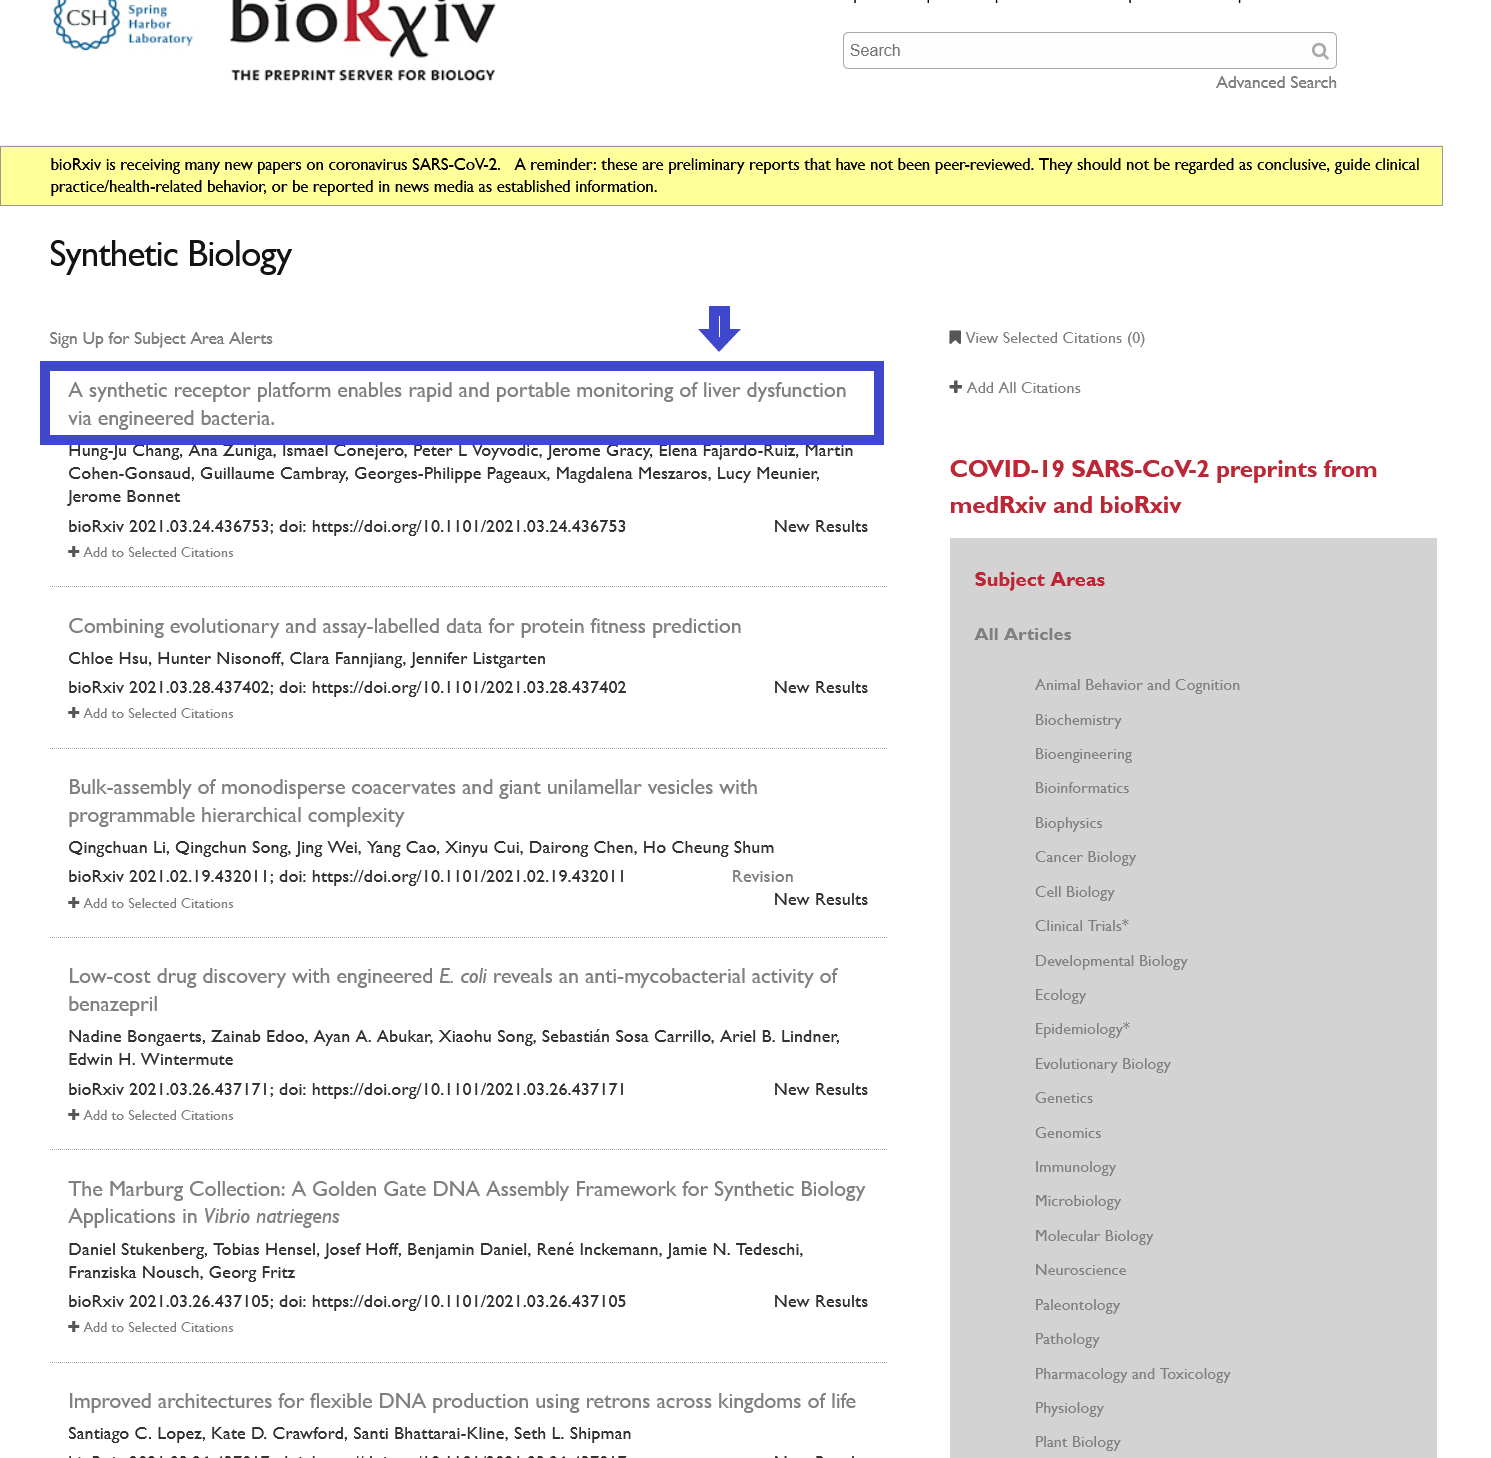 CSH
Spring
Harbor
Laboratory
bioRxiv
THE PREPRINT SERVER FOR BIOLOGY
Search
Advanced Search
bioRxiv is receiving many new papers on coronavirus SARS-CoV-2. A reminder: these are preliminary reports that have not been peer-reviewed. They should not be regarded as conclusive, guide clinical
practice/health-related behavior, or be reported in news media as established information.
Synthetic Biology
Sign Up for Subject Area Alerts
A synthetic receptor platform enables rapid and portable monitoring of liver dysfunction
via engineered bacteria.
Hung-Ju Chang, Ana Zuniga, Ismael Conejero, Peter L Voyvodic, Jerome Gracy, Elena Fajardo-Ruiz, Martin
Cohen-Gonsaud, Guillaume Cambray, Georges-Philippe Pageaux, Magdalena Meszaros, Lucy Meunier,
Jerome Bonnet
bioRxiv 2021.03.24.436753; doi: https://doi.org/10.1101/2021.03.24.436753 New Results
Add to Selected Citations
Combining evolutionary and assay-labelled data for protein fitness prediction
Chloe Hsu, Hunter Nisonoff, Clara Fannjiang, Jennifer Listgarten
bioRxiv 2021.03.28.437402; doi: https://doi.org/10.1101/2021.03.28.437402 New Results
Add to Selected Citations
Bulk-assembly of monodisperse coacervates and giant unilamellar vesicles with
programmable hierarchical complexity
Qingchuan Li, Qingchun Song, Jing Wei, Yang Cao, Xinyu Cui, Dairong Chen, Ho Cheung Shum
bioRxiv 2021.02.19.432011; doi: https://doi.org/10.1101/2021.02.19.432011 Revision
New Results
Add to Selected Citations
Low-cost drug discovery with engineered E. coli reveals an anti-mycobacterial activity of
benazepril
Nadine Bongaerts, Zainab Edoo, Ayan A. Abukar, Xiaohu Song, Sebastián Sosa Carrillo, Ariel B. Lindner,
Edwin H. Wintermute
bioRxiv 2021.03.26.437171; doi: https://doi.org/10.1101/2021.03.26.437171 New Results
Add to Selected Citations
The Marburg Collection: A Golden Gate DNA Assembly Framework for Synthetic Biology
Applications in Vibrio natriegens
Daniel Stukenberg, Tobias Hensel, Josef Hoff, Benjamin Daniel, René Inckemann, Jamie N. Tedeschi,
Franziska Nousch, Georg Fritz
bioRxiv 2021.03.26.437105; doi: https://doi.org/10.1101/2021.03.26.437105 New Results
Add to Selected Citations
Improved architectures for flexible DNA production using retrons across kingdoms of life
Santiago C. Lopez, Kate D. Crawford, Santi Bhattarai-Kline, Seth L. Shipman
View Selected Citations (0)
Add All Citations
COVID-19 SARS-CoV-2 preprints from
medRxiv and bioRxiv
Subject Areas
All Articles
Animal Behavior and Cognition
Biochemistry
Bioengineering
Bioinformatics
Biophysics
Cancer Biology
Cell Biology
Clinical Trials*
Developmental Biology
Ecology
Epidemiology*
Evolutionary Biology
Genetics
Genomics
Immunology
Microbiology
Molecular Biology
Neuroscience
Paleontology
Pathology
Pharmacology and Toxicology
Physiology
Plant Biology